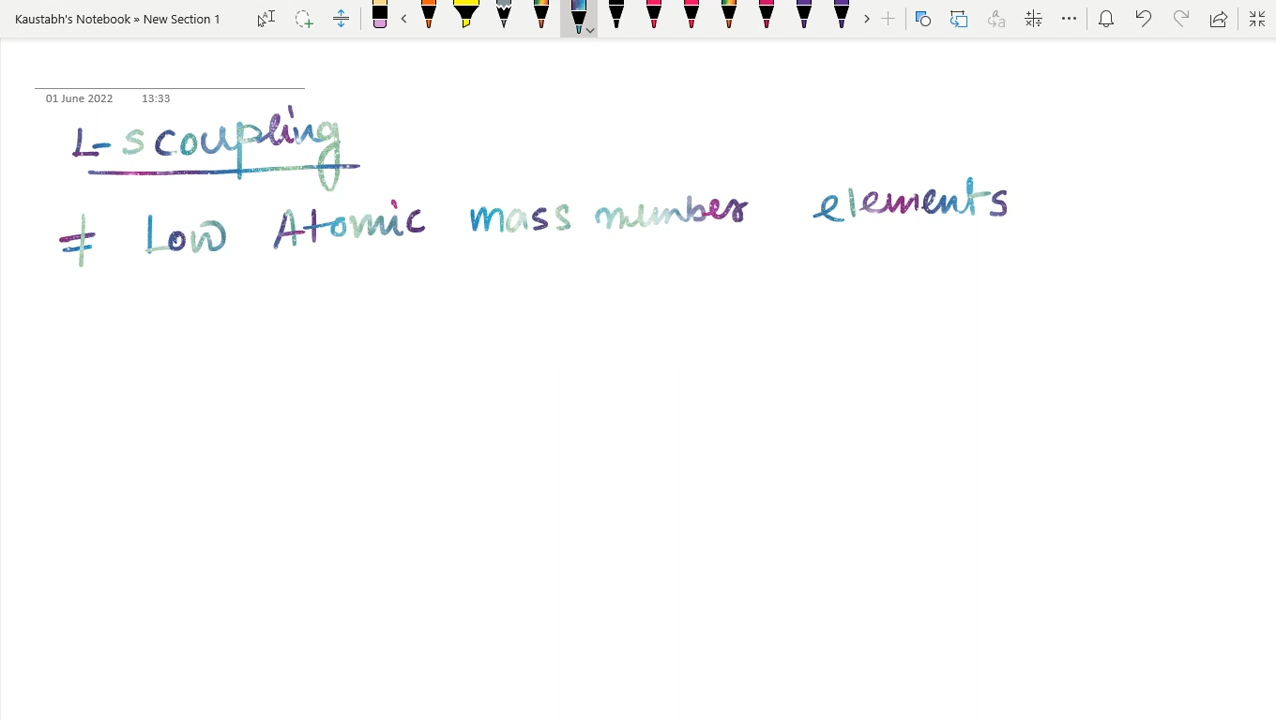 Kaustabh's Notebook » New Section 1
01 June 2022 13:33
L-S coupling
# Low Atomic mass number elements